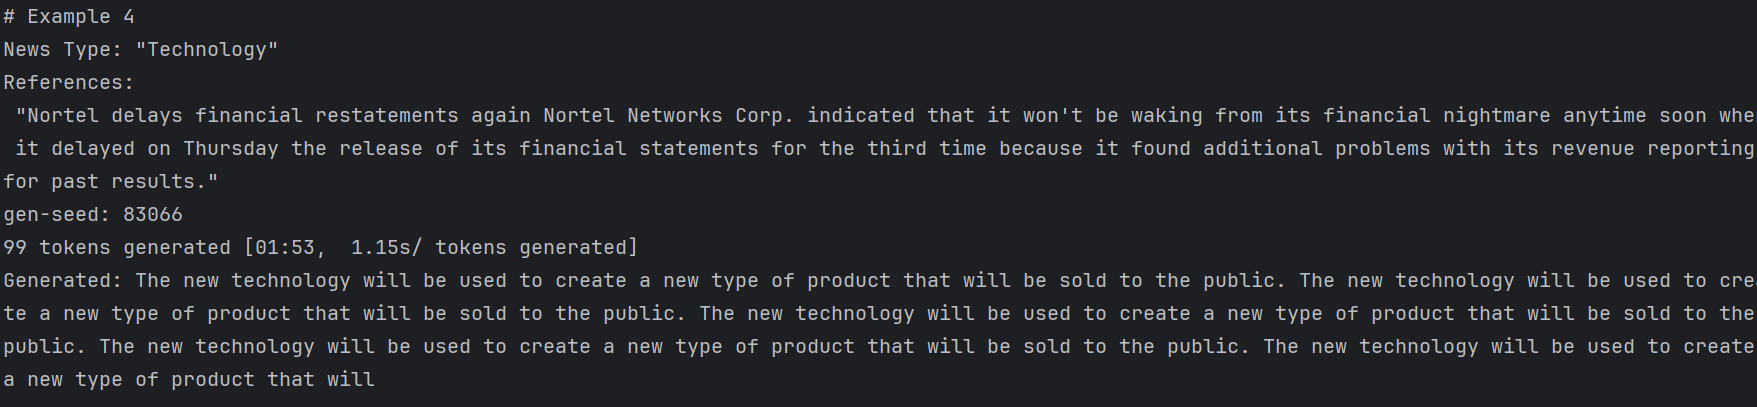 # Example 4
News Type: "Technology"
References:
"Nortel delays financial restatements again Nortel Networks Corp. indicated that it won't be waking from its financial nightmare anytime soon whe
it delayed on Thursday the release of its financial statements for the third time because it found additional problems with its revenue reporting
for past results."
gen-seed: 83066
99 tokens generated [01:53,  1.15s/ tokens generated]
Generated: The new technology will be used to create a new type of product that will be sold to the public. The new technology will be used to crea
te a new type of product that will be sold to the public. The new technology will be used to create a new type of product that will be sold to the
public. The new technology will be used to create a new type of product that will be sold to the public. The new technology will be used to create
a new type of product that will